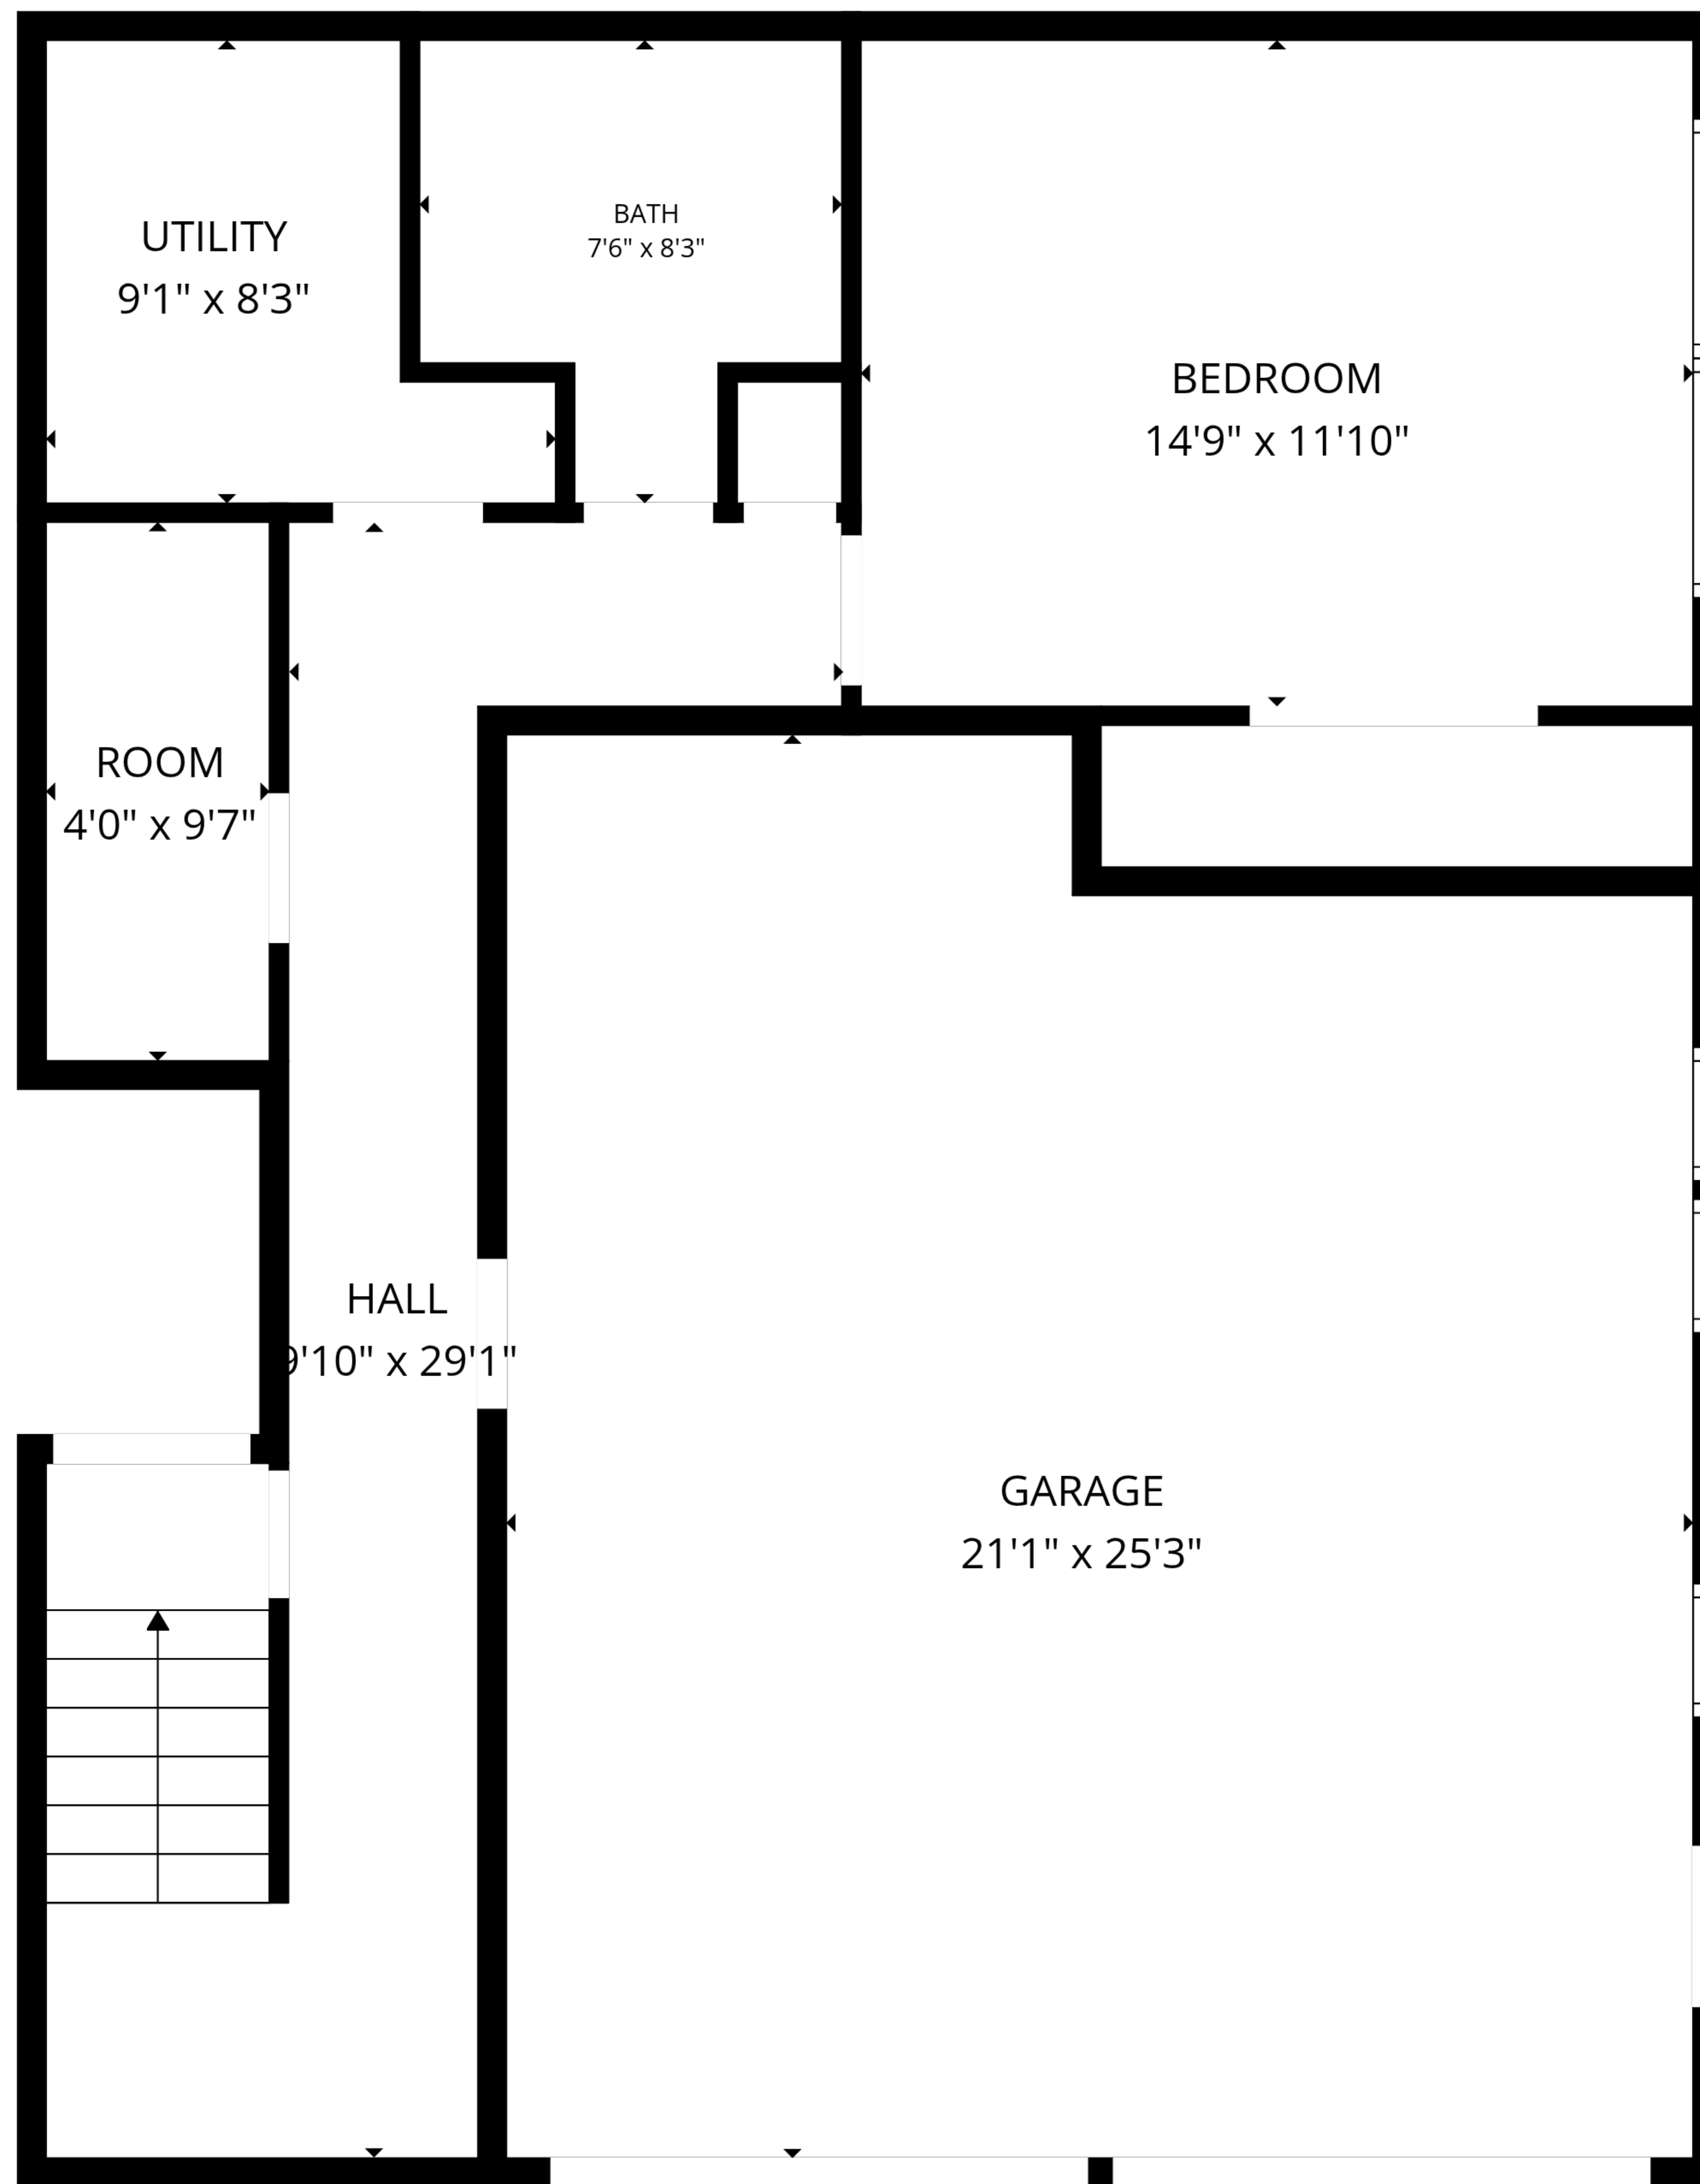 UTILITY
9'1" x 8'3"
BATH
7'6" x 8'3"
BEDROOM
14'9" x 11'10"
ROOM
4'0" x 9'7"
HALL
9'10" x 29'1"
GARAGE
21'1" x 25'3"